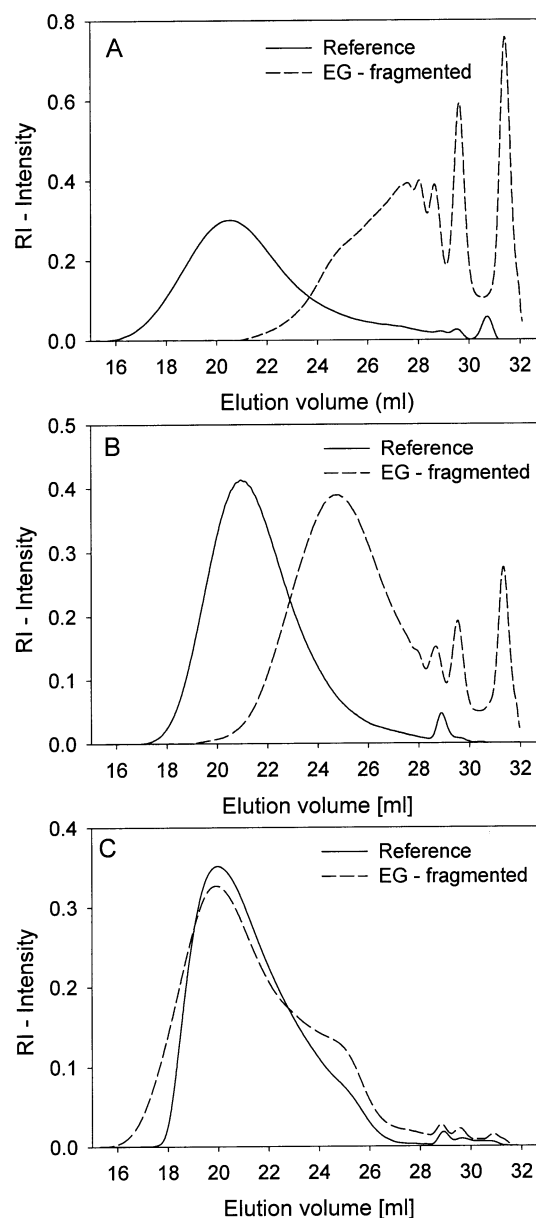 A
Reference
EG - fragmented
RI - Intensity
0.8
0.6
0.4
0.2
0.0
16 18 20 22 24 26 28 30 32
Elution volume (ml)
B
Reference
EG - fragmented
RI - Intensity
0.5
0.4
0.3
0.2
0.1
0.0
16 18 20 22 24 26 28 30 32
Elution volume [ml]
C
Reference
EG - fragmented
RI - Intensity
0.4
0.3
0.2
0.1
0.0
16 18 20 22 24 26 28 30 32
Elution volume [ml]